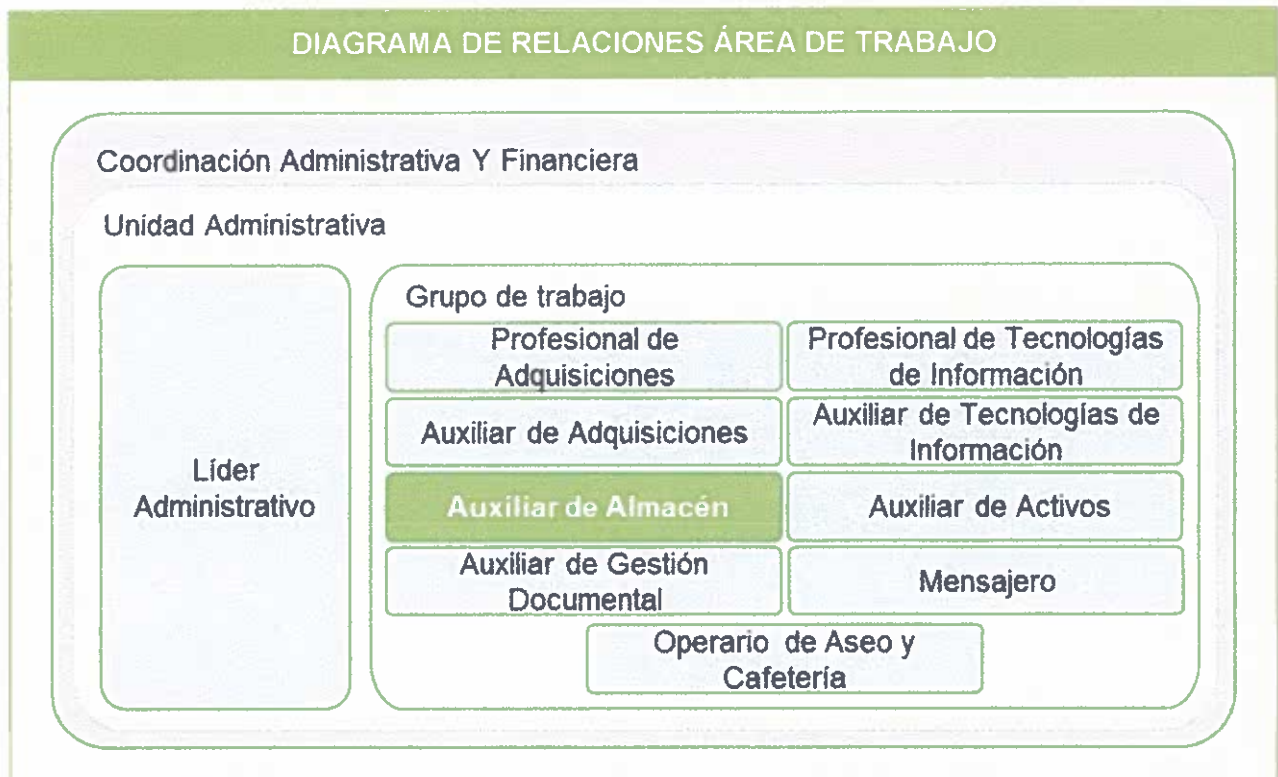 DIAGRAMA DE RELACIONES ÁREA DE TRABAJO
Coordinación Administrativa Y Financiera
Unidad Administrativa
Líder
Administrativo
Grupo de trabajo
Profesional de
Adquisiciones
Profesional de Tecnologías
de Información
Auxiliar de Adquisiciones
Auxiliar de Tecnologías de
Información
Auxiliar de Almacén
Auxiliar de Activos
Auxiliar de Gestión
Documental
Mensajero
Operario de Aseo y
Cafetería